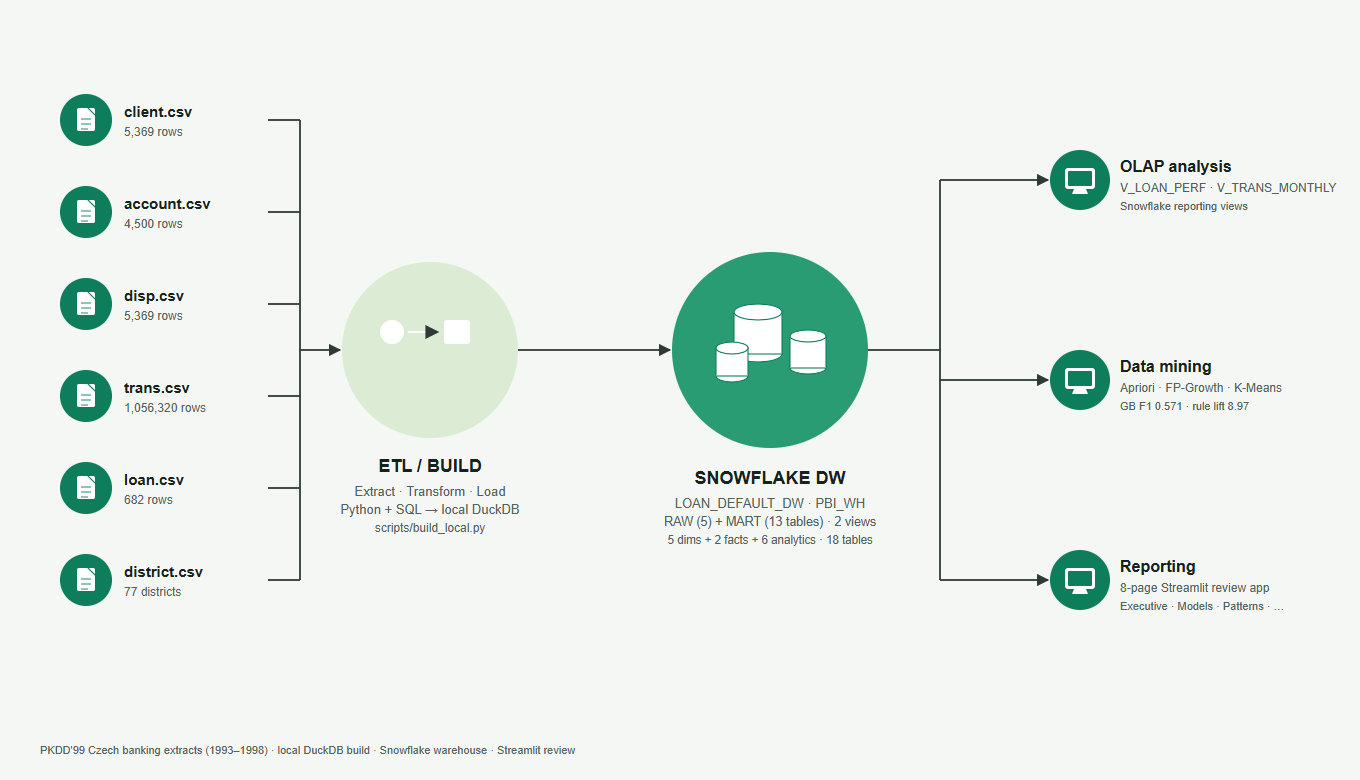 client.csv
5,369 rows
account.csv
4,500 rows
disp.csv
5,369 rows
trans.csv
1,056,320 rows
loan.csv
682 rows
district.csv
77 districts
ETL / BUILD
Extract · Transform · Load
Python + SQL → local DuckDB
scripts/build_local.py
SNOWFLAKE DW
LOAN_DEFAULT_DW · PBI_WH
RAW (5) + MART (13 tables) · 2 views
5 dims + 2 facts + 6 analytics · 18 tables
OLAP analysis
V_LOAN_PERF · V_TRANS_MONTHLY
Snowflake reporting views
Data mining
Apriori · FP-Growth · K-Means
GB F1 0.571 · rule lift 8.97
Reporting
8-page Streamlit review app
Executive · Models · Patterns · ...
PKDD'99 Czech banking extracts (1993–1998) · local DuckDB build · Snowflake warehouse · Streamlit review